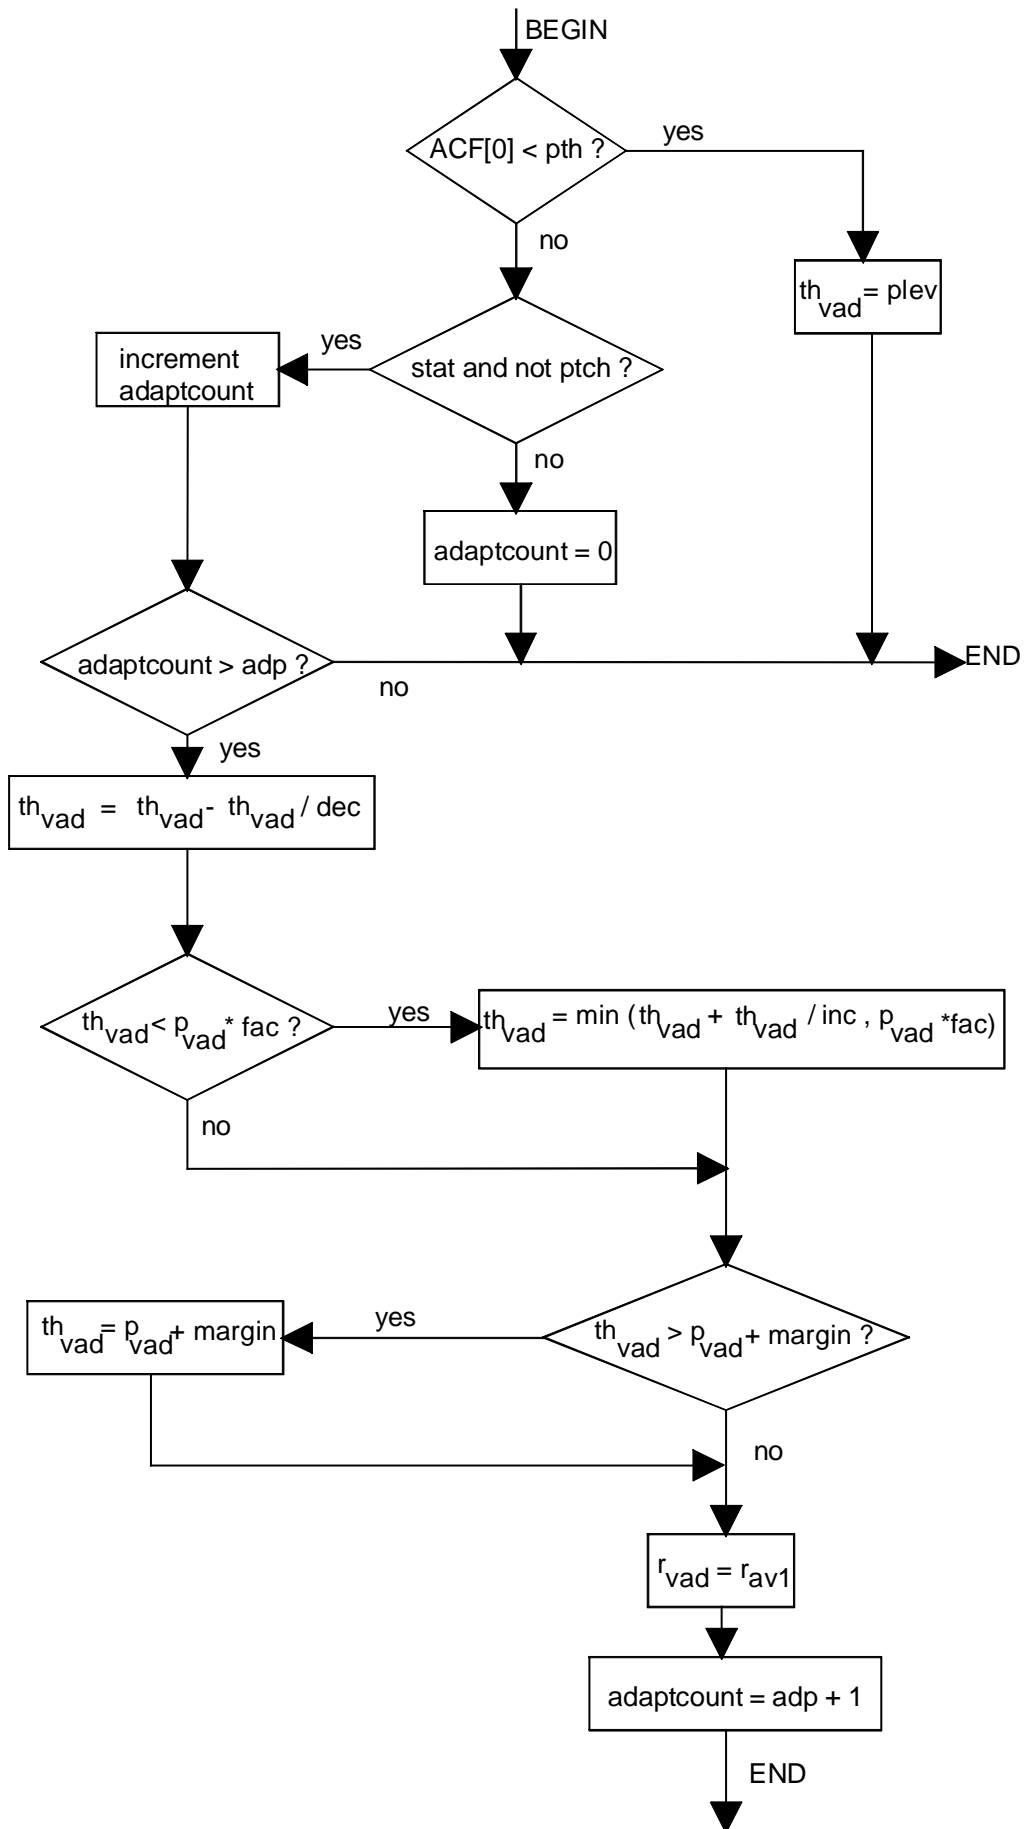 BEGIN
ACF[0] < pth ?
yes
no
th_vad = plev
stat and not ptch ?
yes
increment
adaptcount
no
adaptcount = 0
adaptcount > adp ?
no
END
yes
th_vad = th_vad - th_vad / dec
th_vad < p_vad * fac ?
yes
th_vad = min (th_vad + th_vad / inc , p_vad *fac)
no
th_vad > p_vad + margin ?
yes
th_vad = p_vad + margin
no
r_vad = r_av1
adaptcount = adp + 1
END